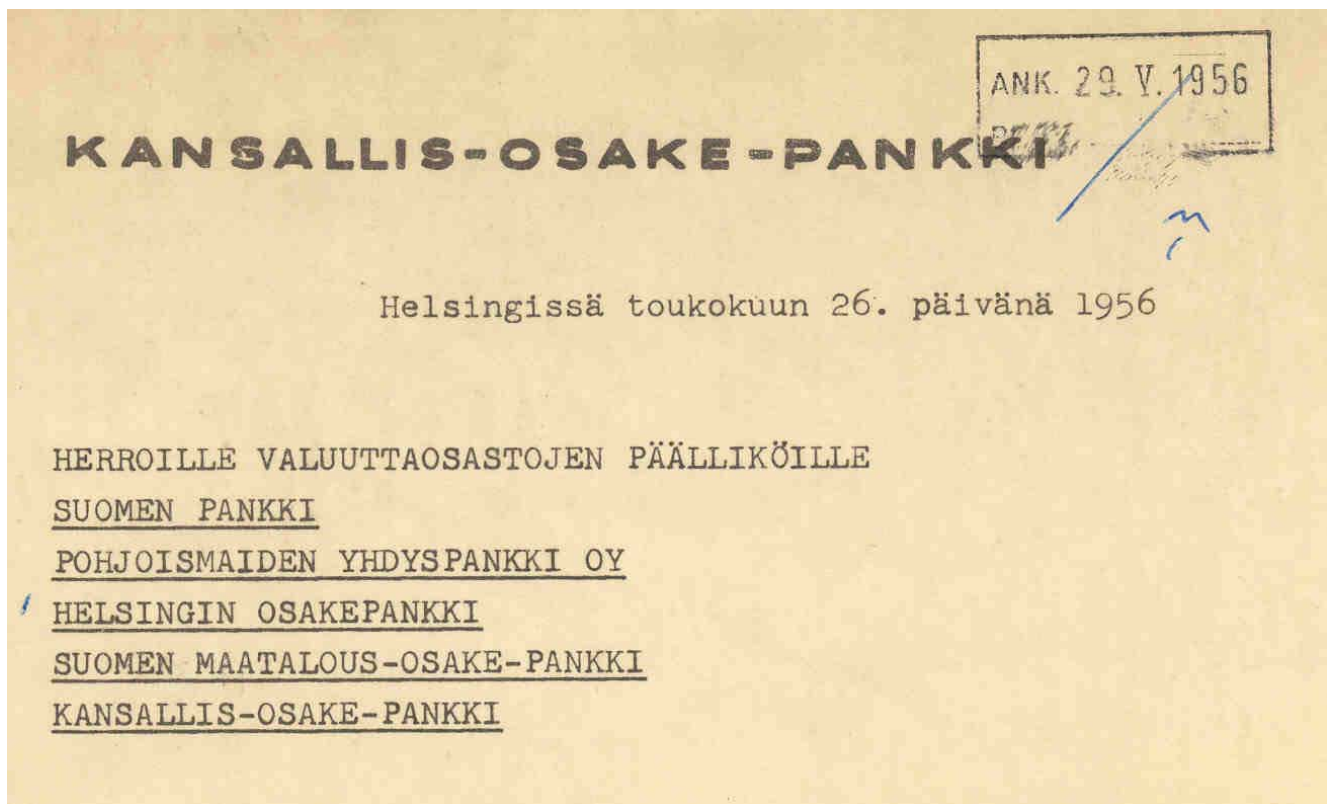 ANK. 29. V. 1956
KANSALLIS-OSAKE-PANKKI
Helsingissä toukokuun 26. päivänä 1956
HERROILLE VALUUTTAOSASTOJEN PÄÄLLIKÖILLE
SUOMEN PANKKI
POHJOISMAIDEN YHDYSPANKKI OY
HELSINGIN OSAKEPANKKI
SUOMEN MAATALOUS-OSAKE-PANKKI
KANSALLIS-OSAKE-PANKKI